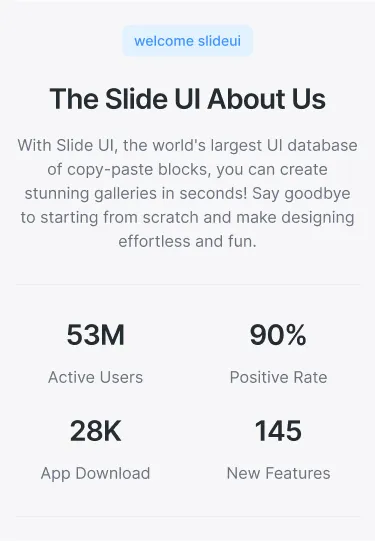 welcome slideui
The Slide UI About Us
With Slide UI, the world's largest UI database
of copy-paste blocks, you can create
stunning galleries in seconds! Say goodbye
to starting from scratch and make designing
effortless and fun.
53M
90%
Active Users
Positive Rate
28K
145
App Download
New Features